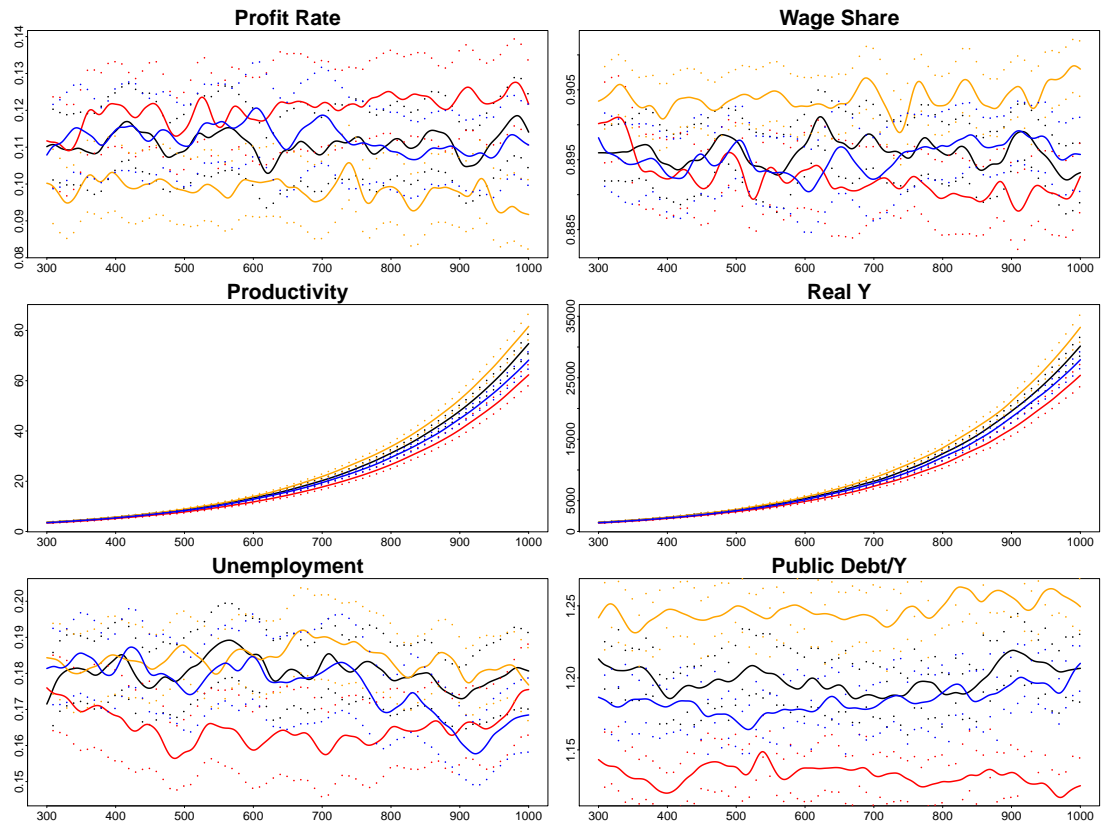 Profit Rate
0.08 0.09 0.10 0.11 0.12 0.13 0.14
300 400 500 600 700 800 900 1000
Wage Share
0.885 0.895 0.905
300 400 500 600 700 800 900 1000
Productivity
0 20 40 60 80
300 400 500 600 700 800 900 1000
Real Y
0 5000 15000 25000 35000
300 400 500 600 700 800 900 1000
Unemployment
0.15 0.16 0.17 0.18 0.19 0.20
300 400 500 600 700 800 900 1000
Public Debt/Y
1.15 1.20 1.25
300 400 500 600 700 800 900 1000